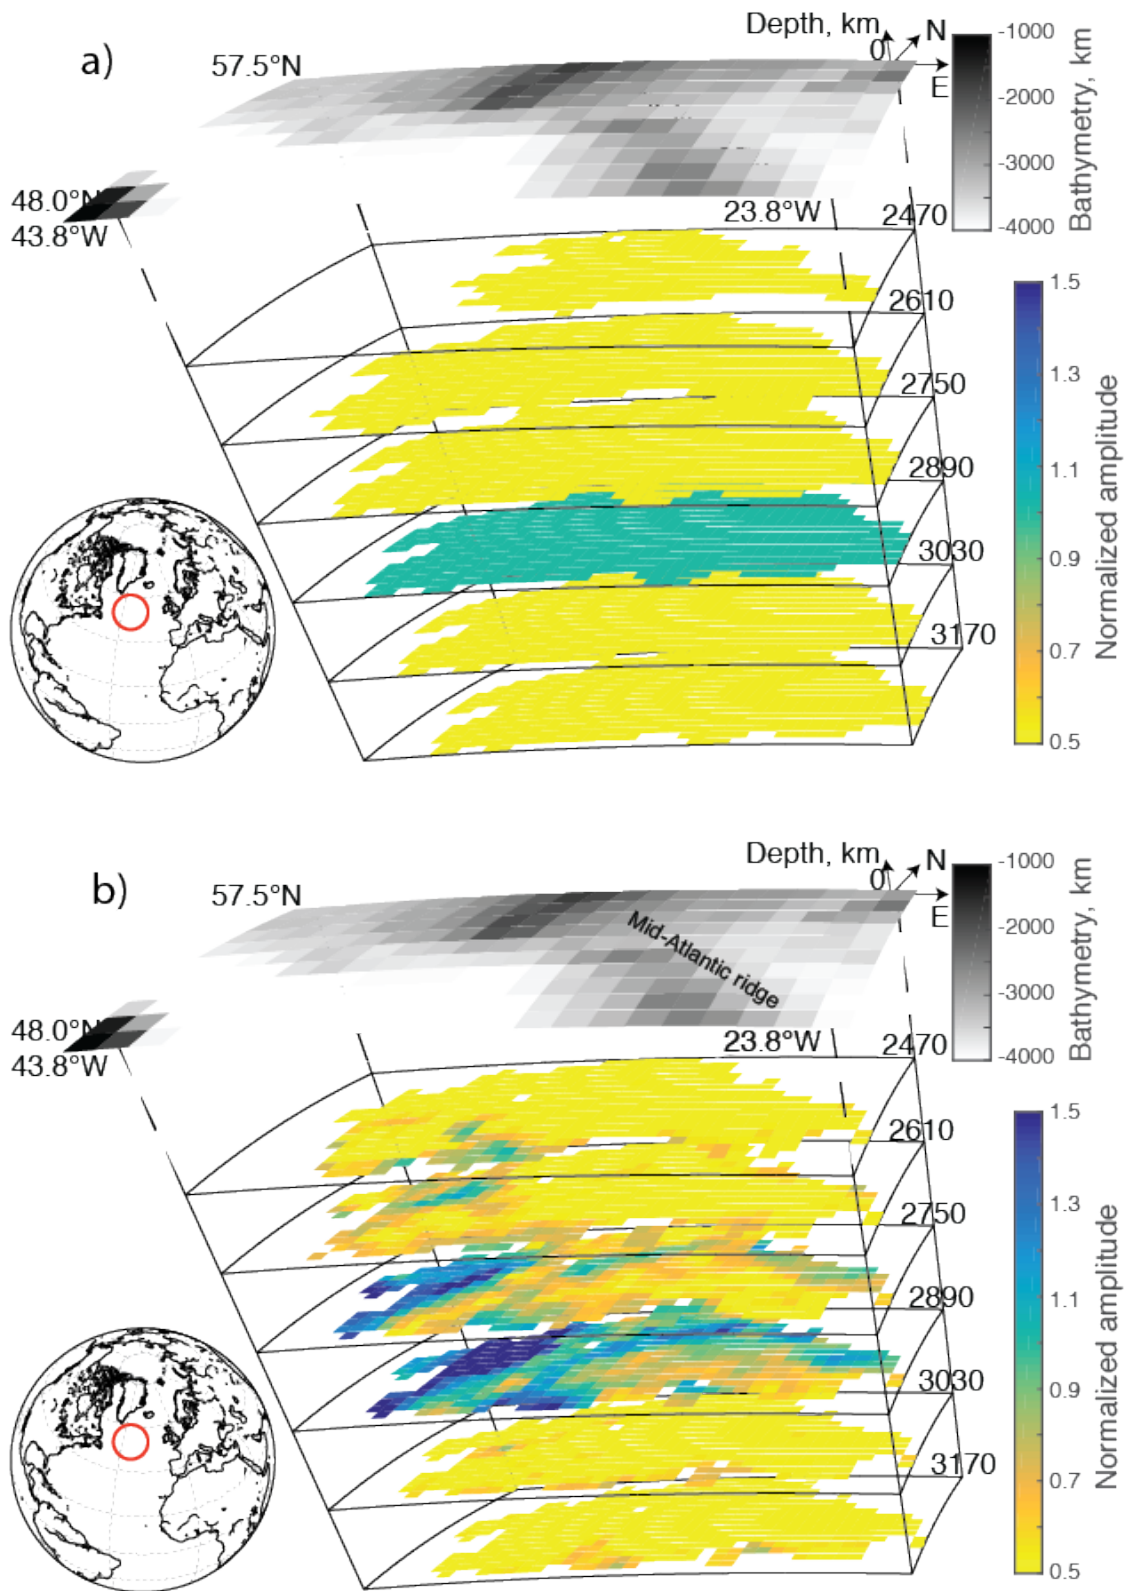 a)
57.5°N
Depth, km
0
N
E
48.0°N
43.8°W
23.8°W
2470
2610
2750
2890
3030
3170
-1000
-2000
-3000
-4000
Bathymetry, km
1.5
1.3
1.1
0.9
0.7
0.5
Normalized amplitude
b)
57.5°N
Depth, km
0
N
E
Mid-Atlantic ridge
48.0°N
43.8°W
23.8°W
2470
2610
2750
2890
3030
3170
-1000
-2000
-3000
-4000
Bathymetry, km
1.5
1.3
1.1
0.9
0.7
0.5
Normalized amplitude